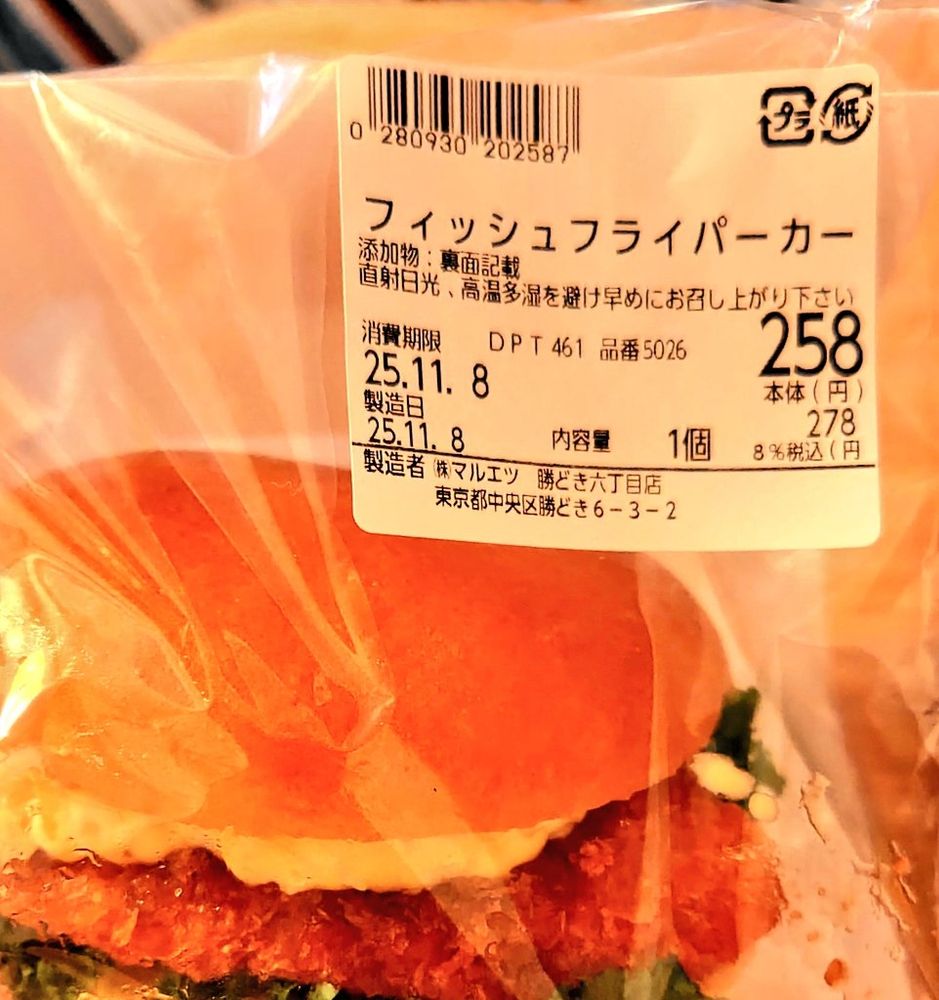 0 280930 202587
プラ 紙
フィッシュフライパーカー
添加物：裏面記載
直射日光、高温多湿を避け早めにお召し上がり下さい
消費期限 DPT461 品番5026 258
25.11. 8 本体(円)
製造日 278
25.11. 8 内容量 1個 8%税込(円
製造者 ㈱マルエツ 勝どき六丁目店
東京都中央区勝どき6-3-2